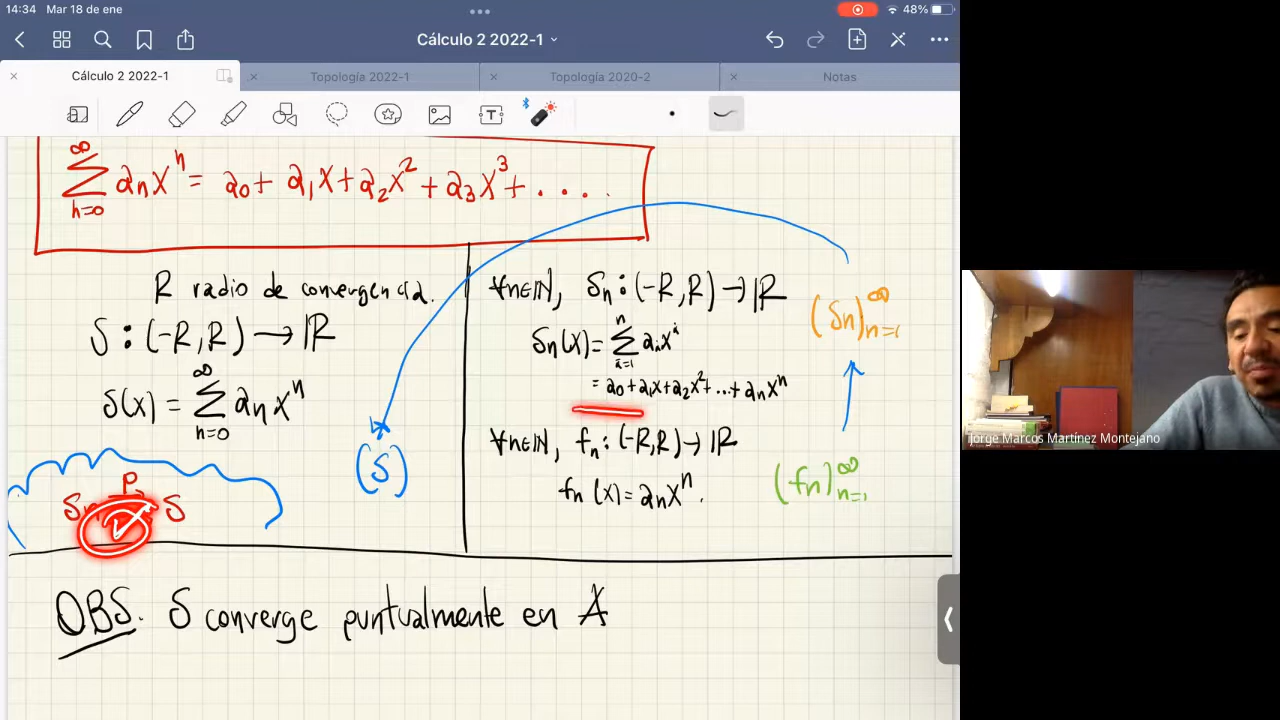 14:34 Mar 18 de ene
48%
Cálculo 2 2022-1
Cálculo 2 2022-1
Topología 2022-1
Topología 2020-2
Notas
∑_{n=0}^{∞} a_n x^n = a_0 + a_1x + a_2x^2 + a_3x^3 + ....
R radio de convergencia.
S : (-R, R) → ℝ
S(x) = ∑_{n=0}^{∞} a_n x^n
(S)
S_n →^P S
∀n∈ℕ, S_n : (-R, R) → ℝ
S_n(x) = ∑_{i=1}^{n} a_i x^i
= a_0 + a_1x + a_2x^2 + ... + a_n x^n
∀n∈ℕ, f_n : (-R, R) → ℝ
f_n(x) = a_n x^n.
(S_n)_{n=1}^{∞}
(f_n)_{n=1}^{∞}
OBS. S converge puntualmente en A
Jorge Marcos Martínez Montejano